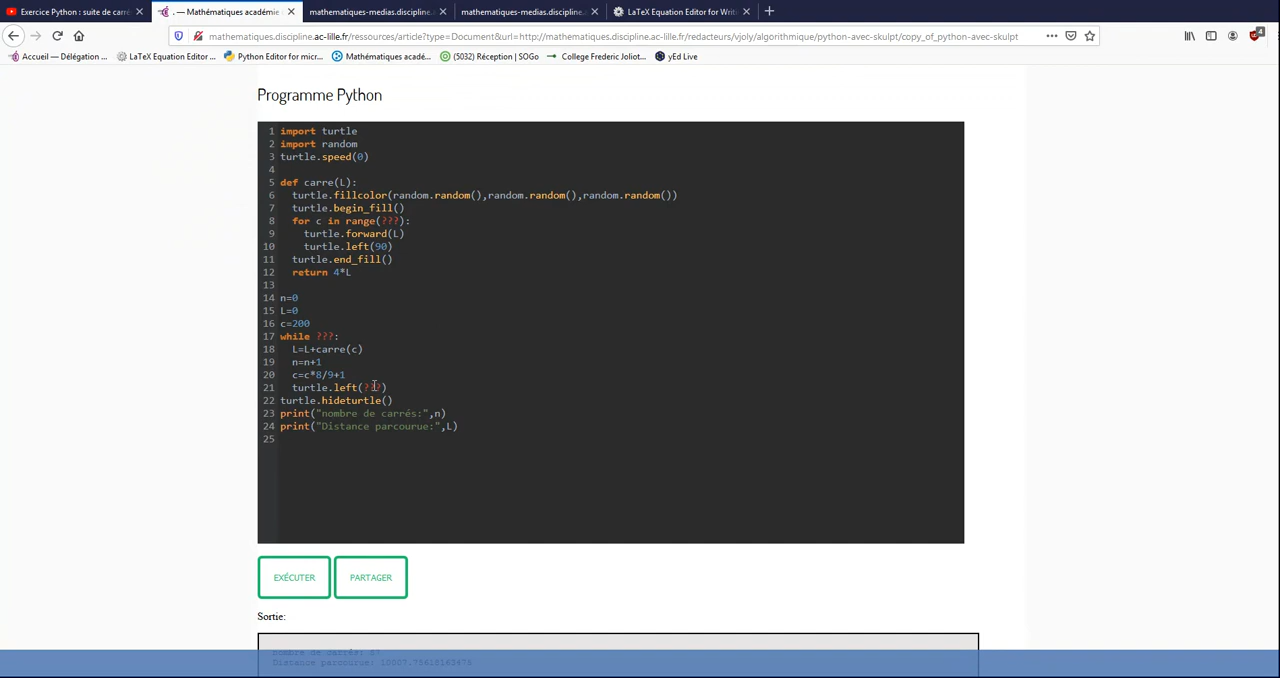 Exercice Python : suite de carré
. — Mathématiques académie
mathematiques-medias.discipline.
mathematiques-medias.discipline.
LaTeX Equation Editor for Writi
mathematiques.discipline.ac-lille.fr/ressources/article?type=Document&url=http://mathematiques.discipline.ac-lille.fr/redacteurs/vjoly/algorithmique/python-avec-skulpt/copy_of_python-avec-skulpt
4
Accueil — Délégation ...
LaTeX Equation Editor ...
Python Editor for micr...
Mathématiques acadé...
(5032) Réception | SOGo
College Frederic Joliot...
yEd Live
Programme Python
1 import turtle
2 import random
3 turtle.speed(0)
4
5 def carre(L):
6   turtle.fillcolor(random.random(),random.random(),random.random())
7   turtle.begin_fill()
8   for c in range(???):
9     turtle.forward(L)
10     turtle.left(90)
11   turtle.end_fill()
12   return 4*L
13
14 n=0
15 L=0
16 c=200
17 while ???:
18   L=L+carre(c)
19   n=n+1
20   c=c*8/9+1
21   turtle.left(???)
22 turtle.hideturtle()
23 print("nombre de carrés:",n)
24 print("Distance parcourue:",L)
25
EXÉCUTER
PARTAGER
Sortie:
nombre de carrés:
Distance parcourue: